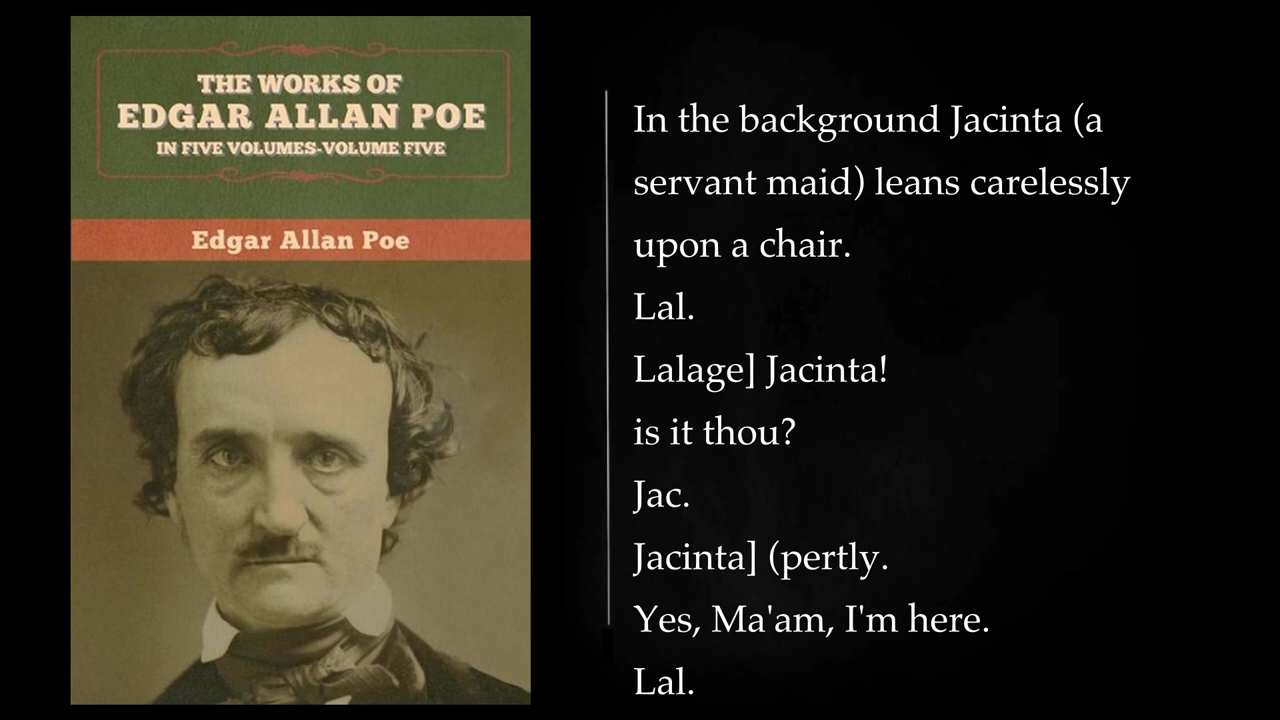 THE WORKS OF
EDGAR ALLAN POE
IN FIVE VOLUMES-VOLUME FIVE
Edgar Allan Poe
In the background Jacinta (a
servant maid) leans carelessly
upon a chair.
Lal.
Lalage] Jacinta!
is it thou?
Jac.
Jacinta] (pertly.
Yes, Ma'am, I'm here.
Lal.